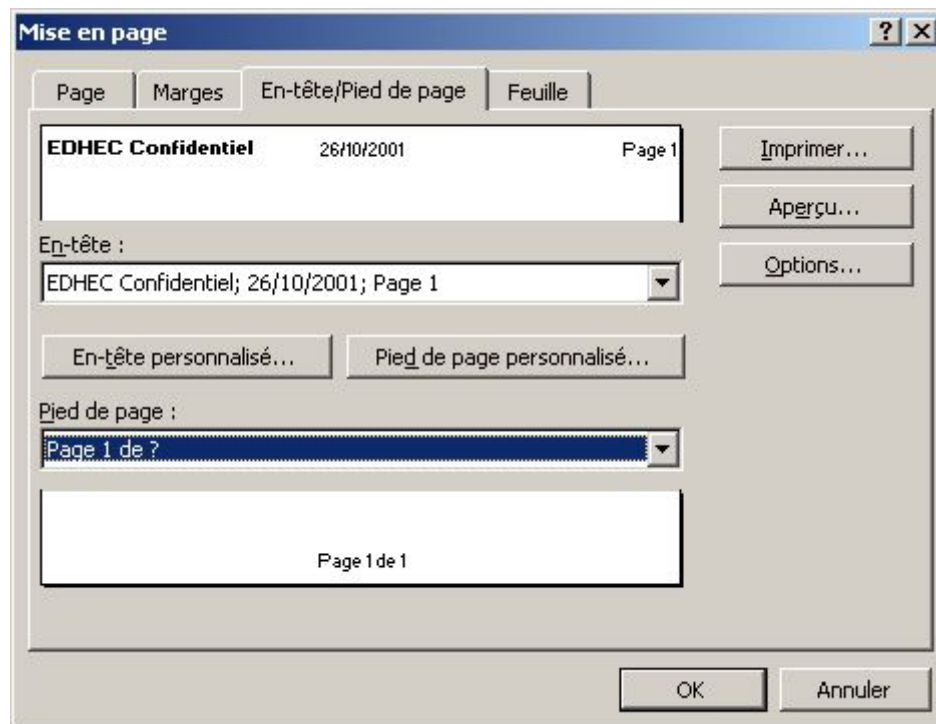 Mise en page
Page Marges En-tête/Pied de page Feuille
EDHEC Confidentiel 26/10/2001 Page 1
Imprimer...
Aperçu...
En-tête :
EDHEC Confidentiel; 26/10/2001; Page 1
Options...
En-tête personnalisé... Pied de page personnalisé...
Pied de page :
Page 1 de ?
Page 1 de 1
OK Annuler